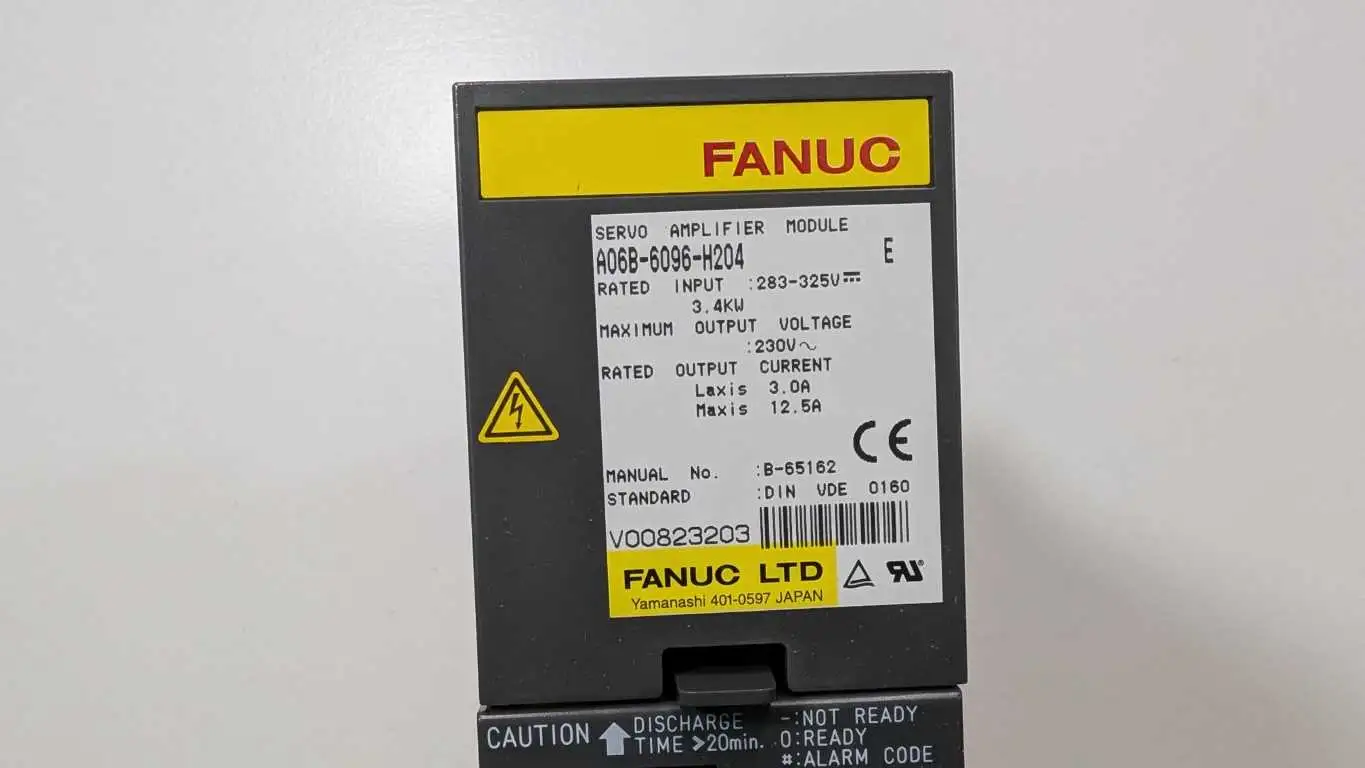 FANUC
SERVO AMPLIFIER MODULE
A06B-6096-H204 E
RATED INPUT :283-325V⎓
3.4KW
MAXIMUM OUTPUT VOLTAGE
:230V~
RATED OUTPUT CURRENT
Laxis 3.0A
Maxis 12.5A
CE
MANUAL No. :B-65162
STANDARD :DIN VDE 0160
V00823203
FANUC LTD
Yamanashi 401-0597 JAPAN
CAUTION DISCHARGE
TIME >20min.
-:NOT READY
0:READY
#:ALARM CODE